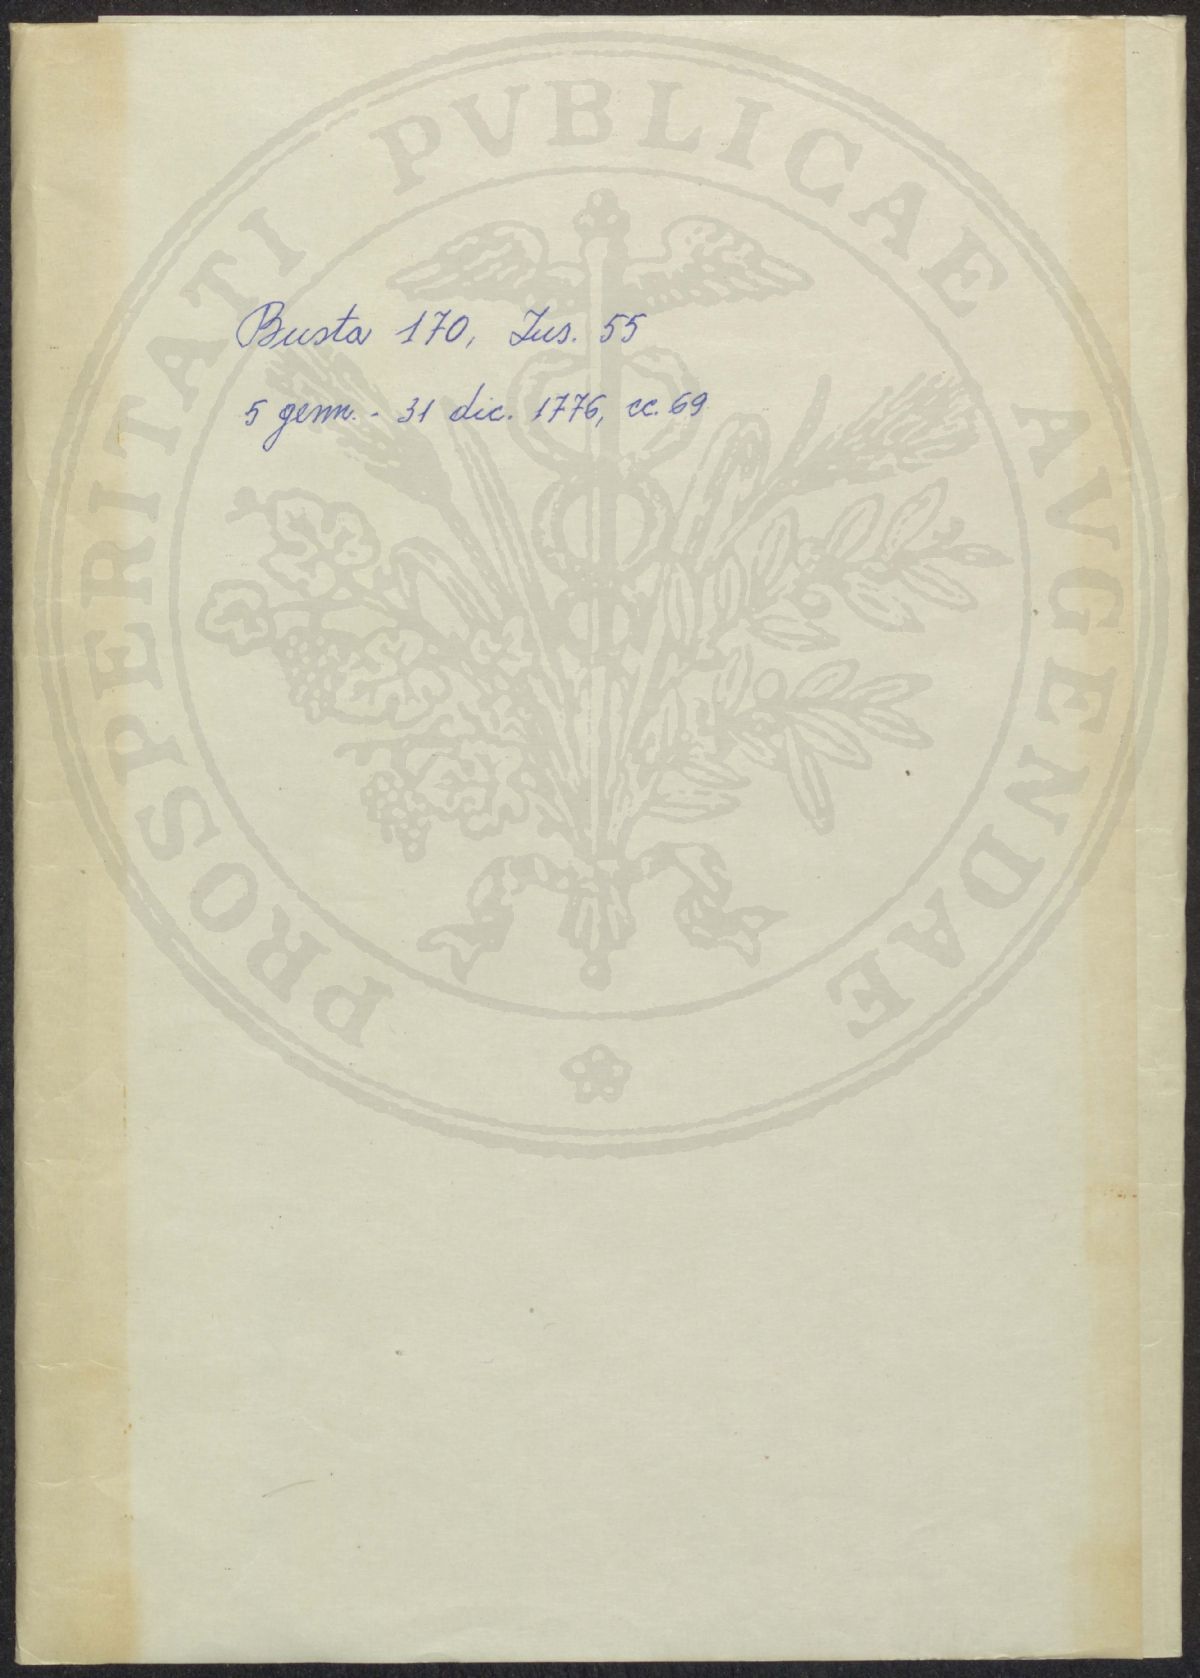 Busta 170, Ins. 55
5 genn. - 31 dic. 1776, cc. 69
PROSPERITATI PVBLICAE AVGENDAE